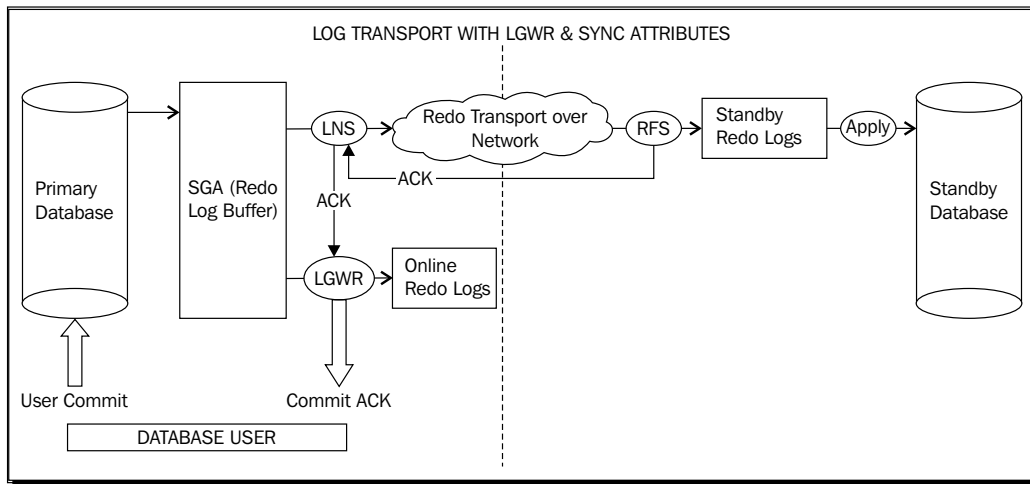 LOG TRANSPORT WITH LGWR & SYNC ATTRIBUTES
Primary
Database
SGA (Redo
Log Buffer)
LNS
Redo Transport over
Network
RFS
Standby
Redo Logs
Apply
Standby
Database
ACK
ACK
LGWR
Online
Redo Logs
User Commit
Commit ACK
DATABASE USER